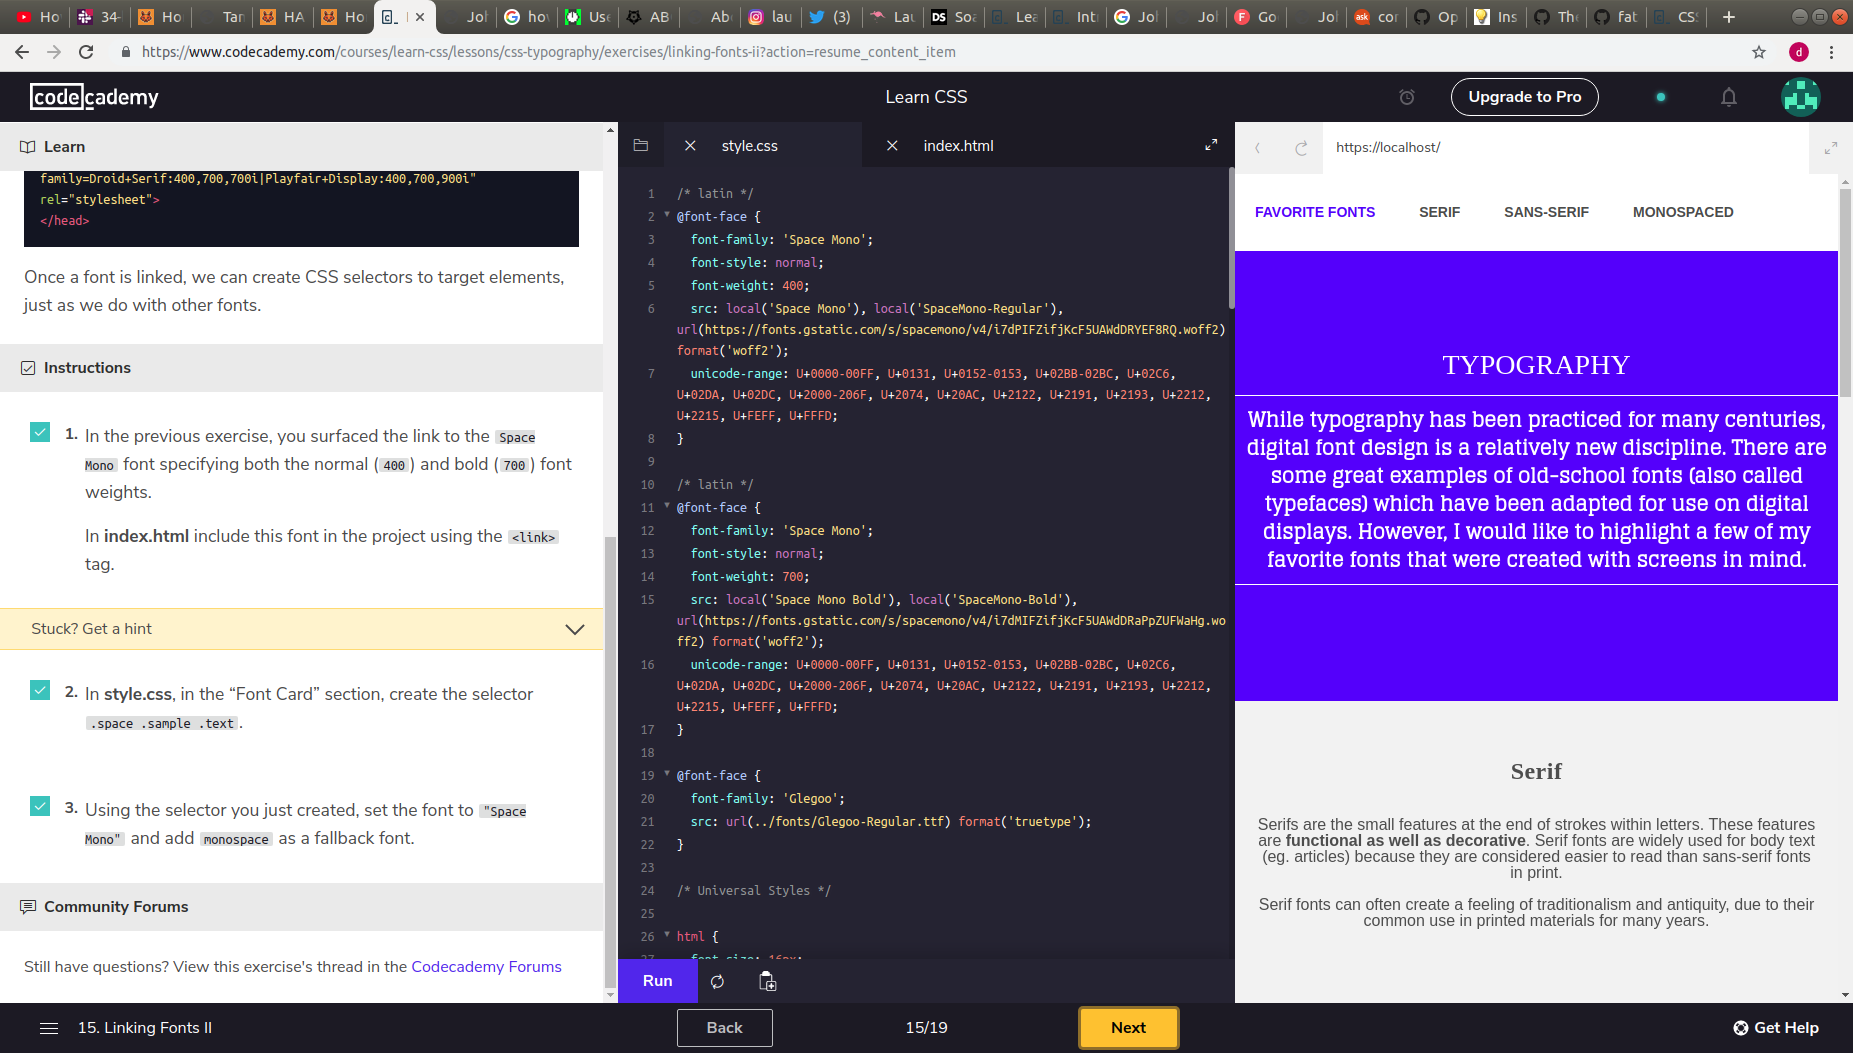 Ho
34-
Ho
Tar
HA
Ho
Joh
ho
Use
AB
Abo
lau
(3)
Lau
Soa
Lea
Intr
Joh
Joh
Go
Joh
cor
Op
Ins
The
fat
CSS
https://www.codecademy.com/courses/learn-css/lessons/css-typography/exercises/linking-fonts-ii?action=resume_content_item
d
codecademy
Learn CSS
Upgrade to Pro
Learn
family=Droid+Serif:400,700,700i|Playfair+Display:400,700,900i"
rel="stylesheet">
</head>
Once a font is linked, we can create CSS selectors to target elements,
just as we do with other fonts.
Instructions
1. In the previous exercise, you surfaced the link to the Space
Mono font specifying both the normal (400) and bold (700) font
weights.
In index.html include this font in the project using the <link>
tag.
Stuck? Get a hint
2. In style.css, in the “Font Card” section, create the selector
.space .sample .text.
3. Using the selector you just created, set the font to "Space
Mono" and add monospace as a fallback font.
Community Forums
Still have questions? View this exercise's thread in the Codecademy Forums
style.css
index.html
1 /* latin */
2 @font-face {
3 font-family: 'Space Mono';
4 font-style: normal;
5 font-weight: 400;
6 src: local('Space Mono'), local('SpaceMono-Regular'),
url(https://fonts.gstatic.com/s/spacemono/v4/i7dPIFZifjKcF5UAWdDRYEF8RQ.woff2)
format('woff2');
7 unicode-range: U+0000-00FF, U+0131, U+0152-0153, U+02BB-02BC, U+02C6,
U+02DA, U+02DC, U+2000-206F, U+2074, U+20AC, U+2122, U+2191, U+2193, U+2212,
U+2215, U+FEFF, U+FFFD;
8 }
9
10 /* latin */
11 @font-face {
12 font-family: 'Space Mono';
13 font-style: normal;
14 font-weight: 700;
15 src: local('Space Mono Bold'), local('SpaceMono-Bold'),
url(https://fonts.gstatic.com/s/spacemono/v4/i7dMIFZifjKcF5UAWdDRaPpZUFWaHg.wo
ff2) format('woff2');
16 unicode-range: U+0000-00FF, U+0131, U+0152-0153, U+02BB-02BC, U+02C6,
U+02DA, U+02DC, U+2000-206F, U+2074, U+20AC, U+2122, U+2191, U+2193, U+2212,
U+2215, U+FEFF, U+FFFD;
17 }
18
19 @font-face {
20 font-family: 'Glegoo';
21 src: url(../fonts/Glegoo-Regular.ttf) format('truetype');
22 }
23
24 /* Universal Styles */
25
26 html {
27 font-size: 16px;
Run
https://localhost/
FAVORITE FONTS SERIF SANS-SERIF MONOSPACED
TYPOGRAPHY
While typography has been practiced for many centuries,
digital font design is a relatively new discipline. There are
some great examples of old-school fonts (also called
typefaces) which have been adapted for use on digital
displays. However, I would like to highlight a few of my
favorite fonts that were created with screens in mind.
Serif
Serifs are the small features at the end of strokes within letters. These features
are functional as well as decorative. Serif fonts are widely used for body text
(eg. articles) because they are considered easier to read than sans-serif fonts
in print.
Serif fonts can often create a feeling of traditionalism and antiquity, due to their
common use in printed materials for many years.
15. Linking Fonts II
Back
15/19
Next
Get Help